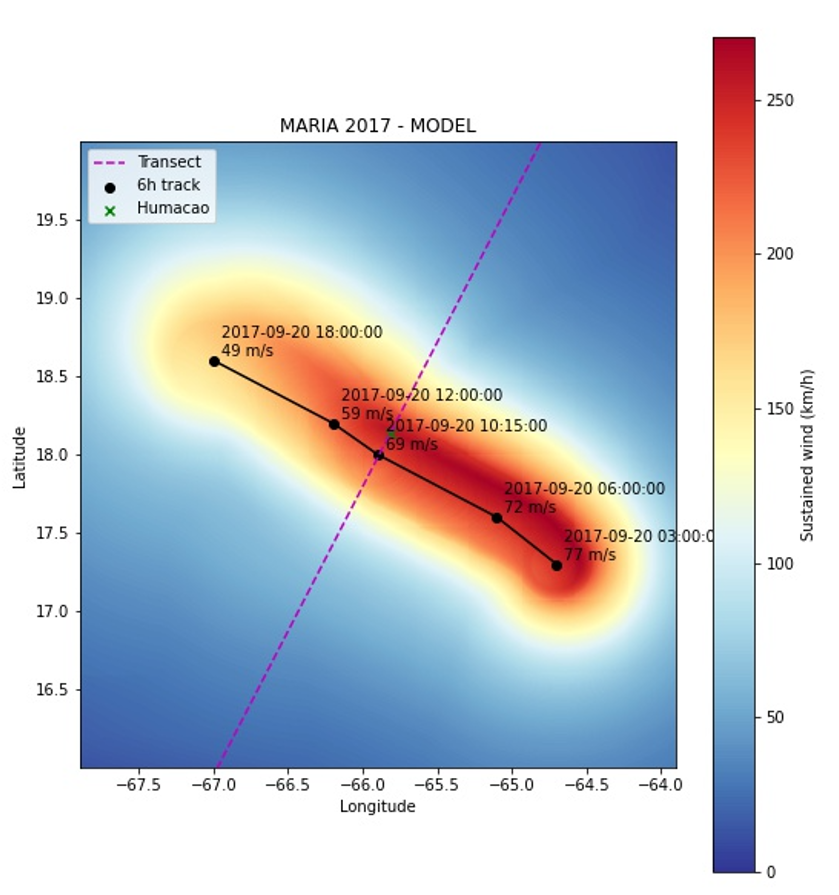 MARIA 2017 - MODEL
Transect
6h track
Humacao
2017-09-20 18:00:00
49 m/s
2017-09-20 12:00:00
59 m/s
2017-09-20 10:15:00
69 m/s
2017-09-20 06:00:00
72 m/s
2017-09-20 03:00:0
77 m/s
19.5
19.0
18.5
18.0
17.5
17.0
16.5
Latitude
−67.5
−67.0
−66.5
−66.0
−65.5
−65.0
−64.5
−64.0
Longitude
250
200
150
100
50
0
Sustained wind (km/h)